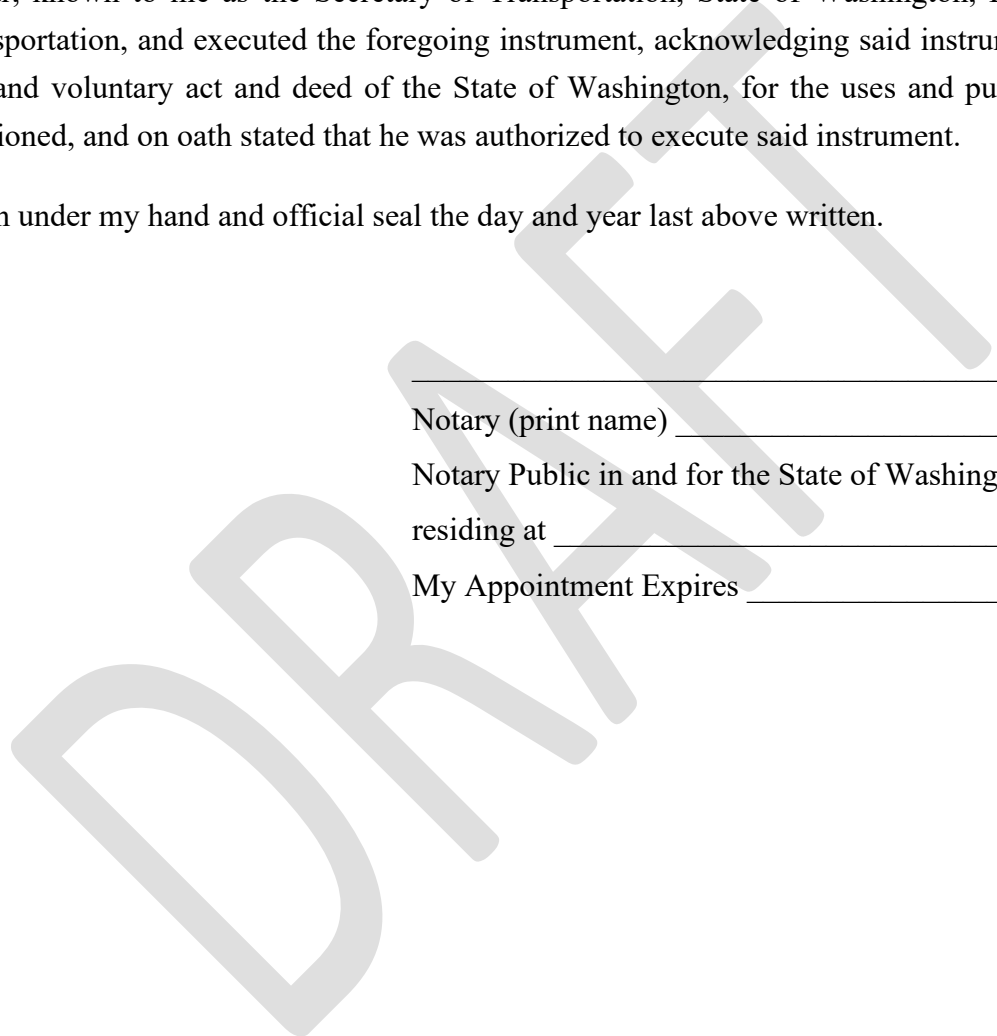 known to me as the Secretary of Transportation, State of Washington,
sportation, and executed the foregoing instrument, acknowledging said instru
and voluntary act and deed of the State of Washington, for the uses and pu
ioned, and on oath stated that he was authorized to execute said instrument.
under my hand and official seal the day and year last above written.
Notary (print name)
Notary Public in and for the State of Washing
residing at
My Appointment Expires
DRAFT